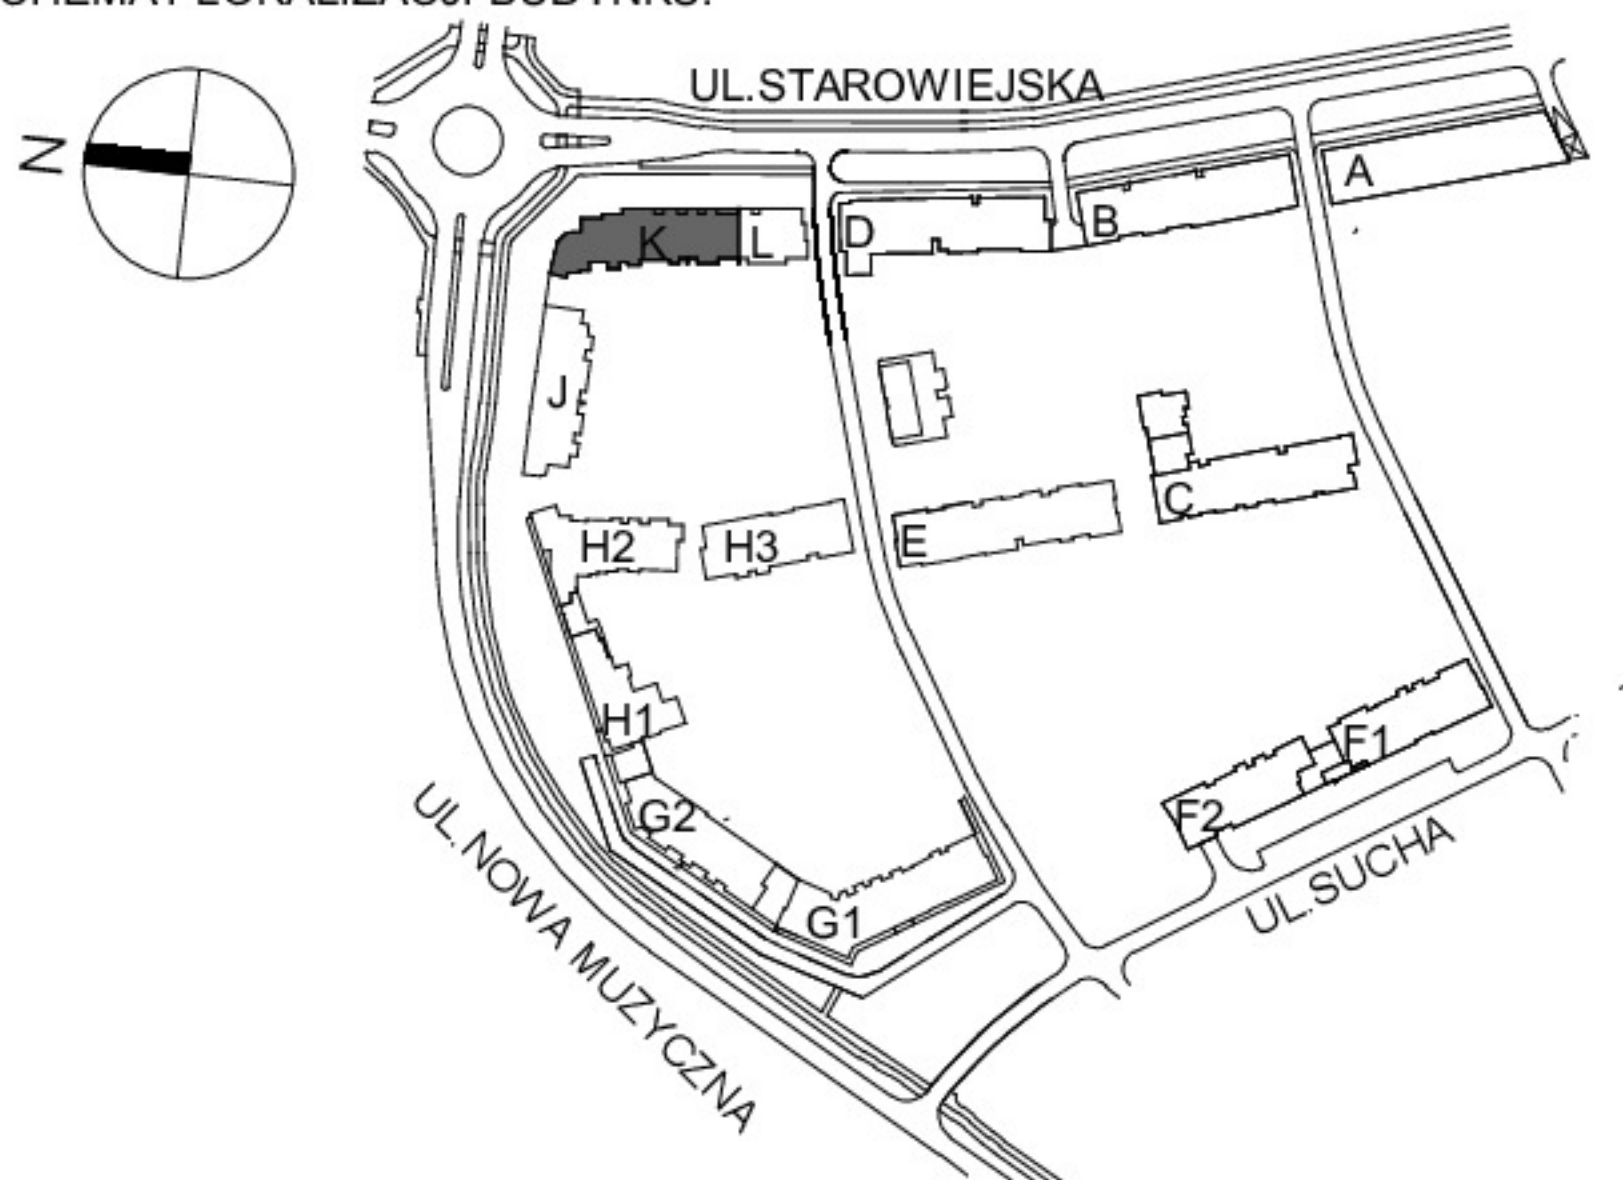 UL.STAROWIEJSKA
N
A
B
D
K
L
J
C
H2
H3
E
H1
F1
G2
F2
G1
UL.SUCHA
UL.NOWA MUZYCZNA